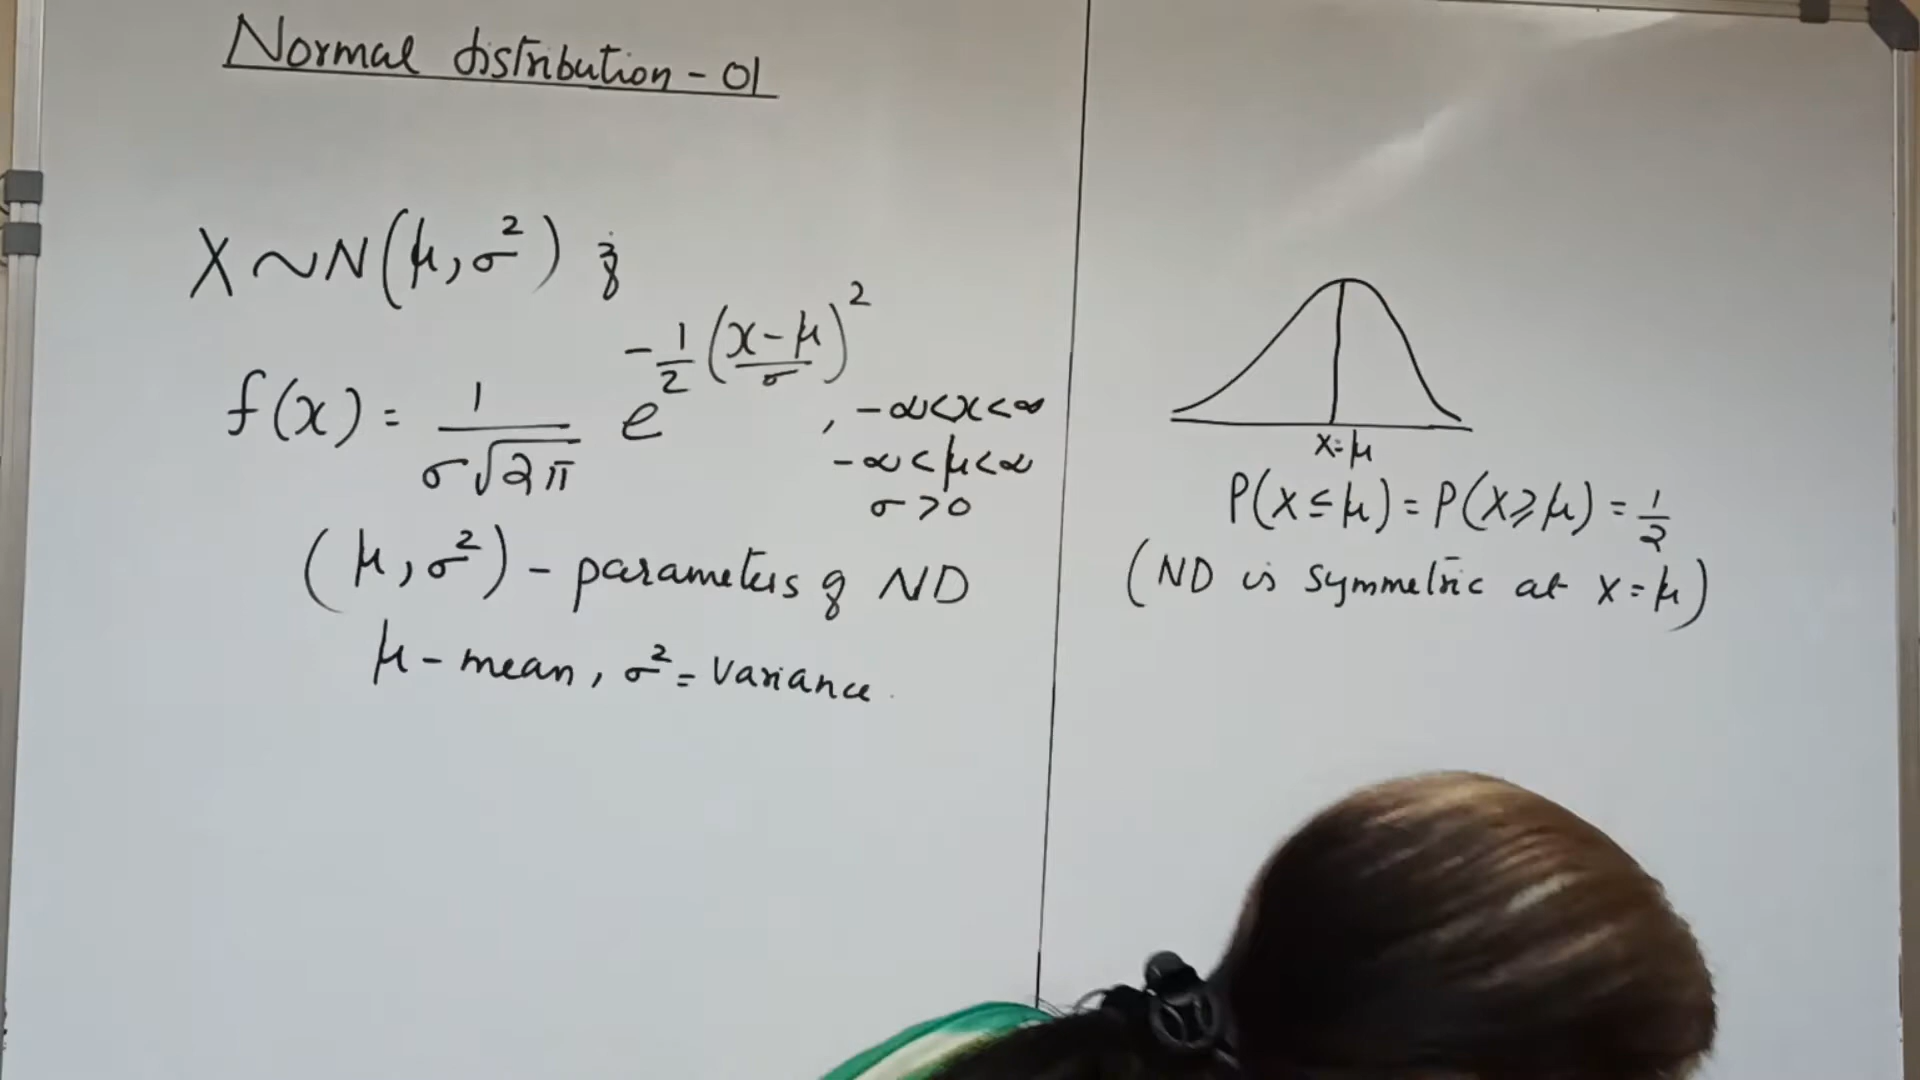 Normal distribution - 01
X ~ N(μ, σ²) if
f(x) = 1/(σ√2π) e^(-1/2 ((x-μ)/σ)²) , -∞<x<∞
-∞<μ<∞
σ>0
(μ, σ²) - parameters of ND
μ - mean, σ² = Variance.
x=μ
P(X≤μ) = P(X≥μ) = 1/2
(ND is symmetric at x=μ)